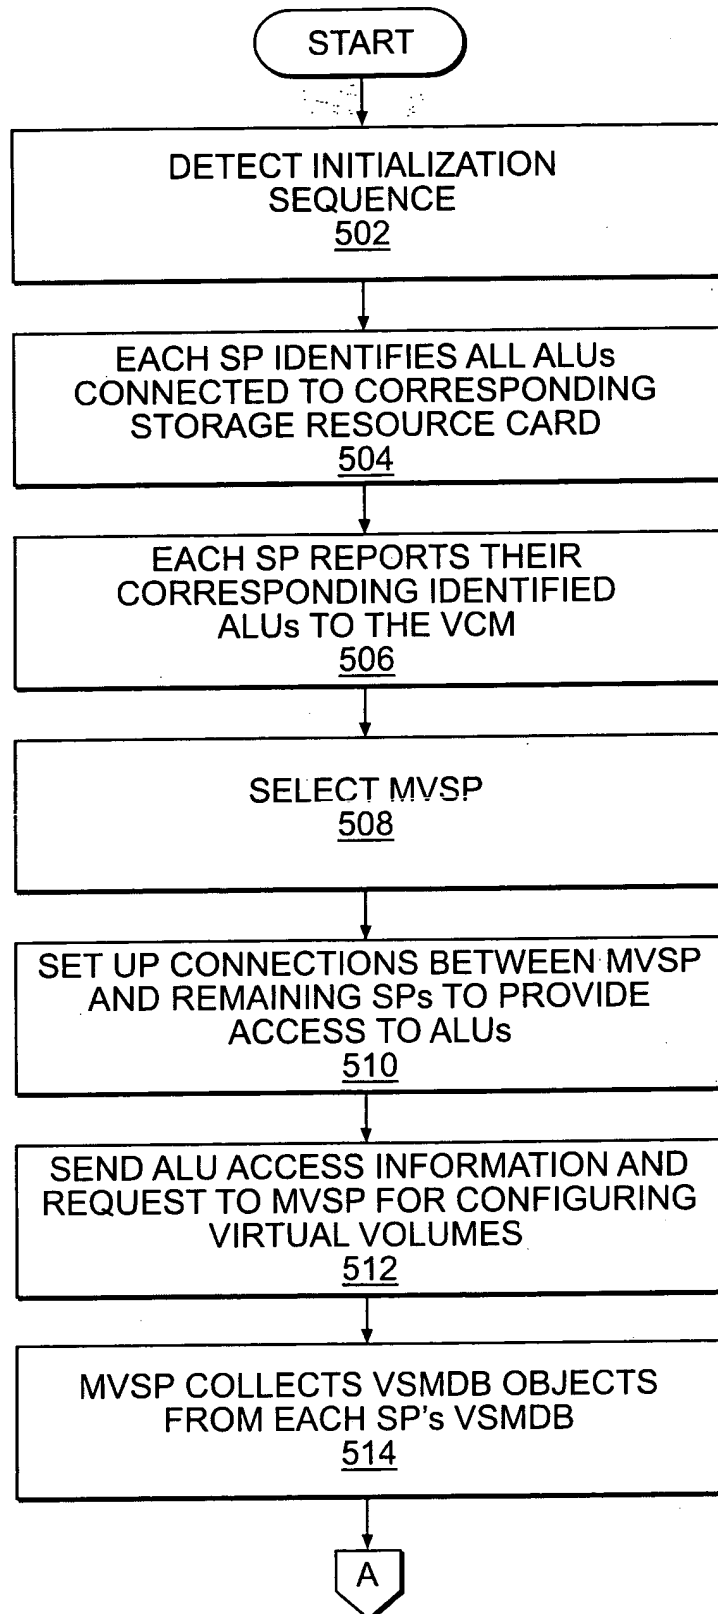 START
DETECT INITIALIZATION
SEQUENCE
502
EACH SP IDENTIFIES ALL ALUs
CONNECTED TO CORRESPONDING
STORAGE RESOURCE CARD
504
EACH SP REPORTS THEIR
CORRESPONDING IDENTIFIED
ALUs TO THE VCM
506
SELECT MVSP
508
SET UP CONNECTIONS BETWEEN MVSP
AND REMAINING SPs TO PROVIDE
ACCESS TO ALUs
510
SEND ALU ACCESS INFORMATION AND
REQUEST TO MVSP FOR CONFIGURING
VIRTUAL VOLUMES
512
MVSP COLLECTS VSMDB OBJECTS
FROM EACH SP's VSMDB
514
A